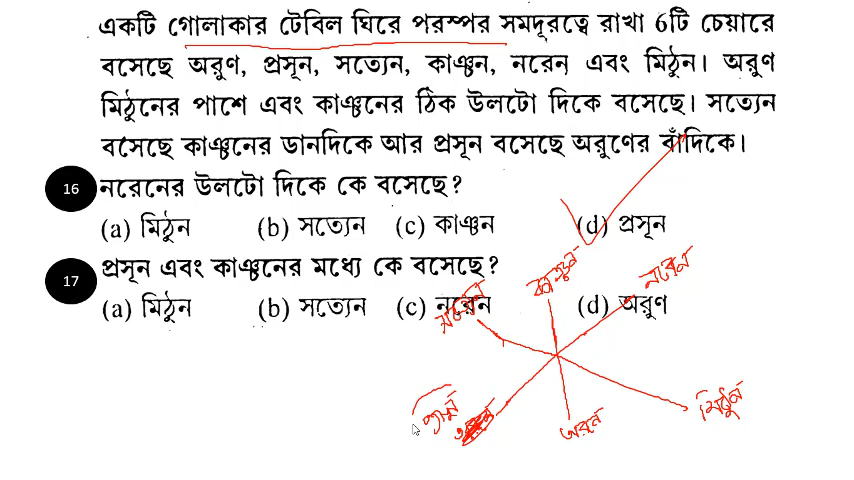 একটি গোলাকার টেবিল ঘিরে পরস্পর সমদূরত্বে রাখা 6টি চেয়ারে
বসেছে অরুণ, প্রসূন, সত্যেন, কাঞ্চন, নরেন এবং মিঠুন। অরুণ
মিঠুনের পাশে এবং কাঞ্চনের ঠিক উলটো দিকে বসেছে। সত্যেন
বসেছে কাঞ্চনের ডানদিকে আর প্রসূন বসেছে অরুণের বাঁদিকে।
16 নরেনের উলটো দিকে কে বসেছে?
(a) মিঠুন (b) সত্যেন (c) কাঞ্চন (d) প্রসূন
17 প্রসূন এবং কাঞ্চনের মধ্যে কে বসেছে?
(a) মিঠুন (b) সত্যেন (c) নরেন (d) অরুণ
সত্যেন কাঞ্চন নরেন
অরুন মিঠুন